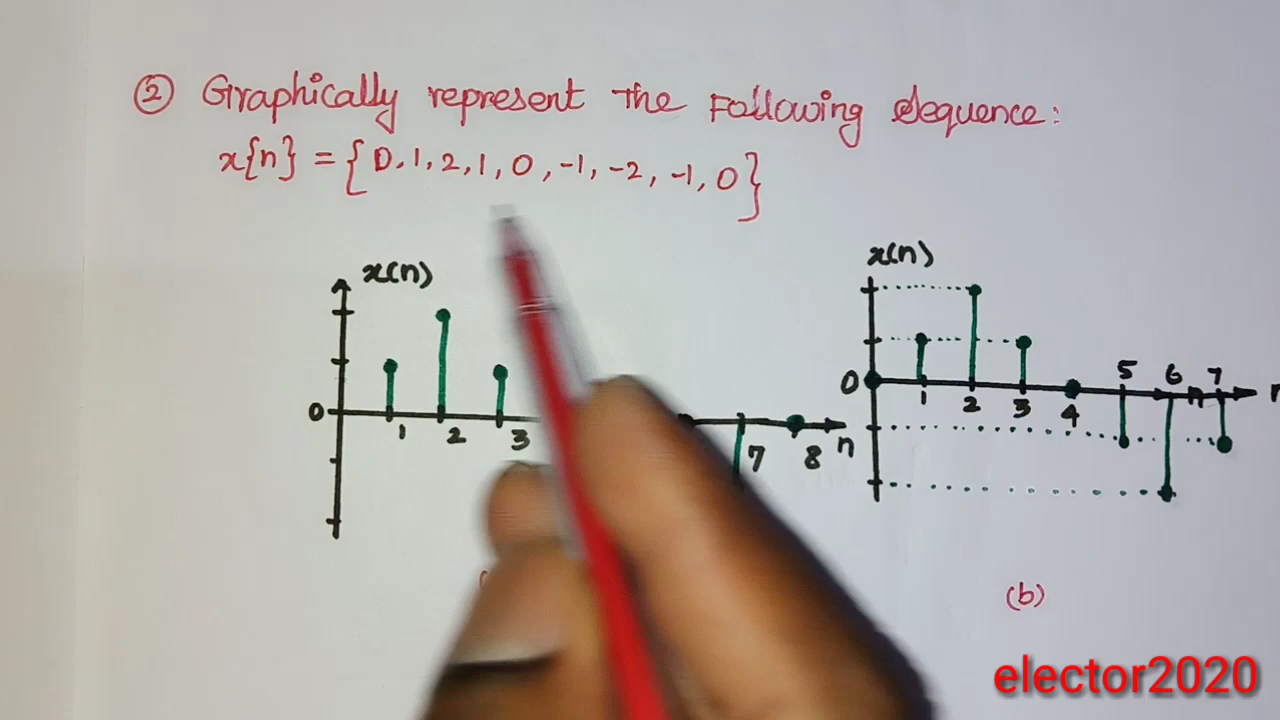 ② Graphically represent The Following Sequence:
x{n} = {0, 1, 2, 1, 0, -1, -2, -1, 0}
x(n)
0
1 2 3 7 8 n
x(n)
0
1 2 3 4 5 6 n 7 n
(b)
elector2020